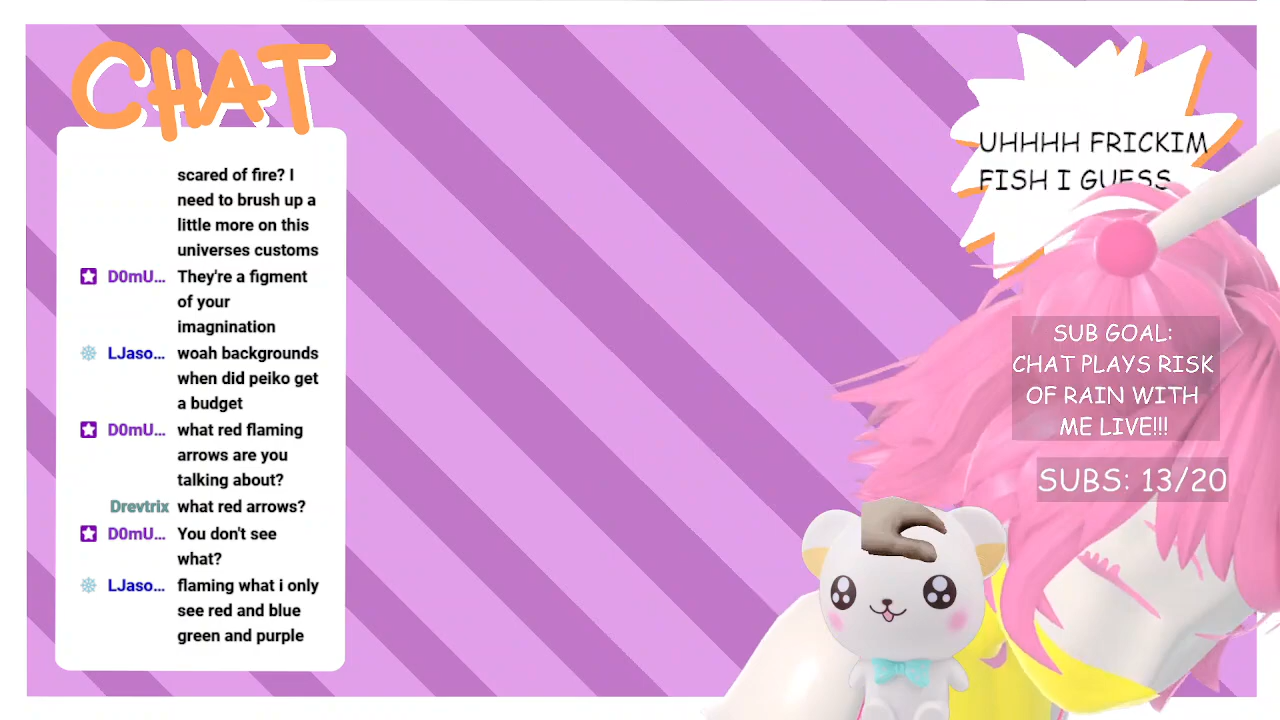 CHAT
scared of fire? I
need to brush up a
little more on this
universes customs
D0mU... They're a figment
of your
imagnination
LJaso... woah backgrounds
when did peiko get
a budget
D0mU... what red flaming
arrows are you
talking about?
Drevtrix what red arrows?
D0mU... You don't see
what?
LJaso... flaming what i only
see red and blue
green and purple
UHHHH FRICKIM
FISH I GUESS
SUB GOAL:
CHAT PLAYS RISK
OF RAIN WITH
ME LIVE!!!
SUBS: 13/20